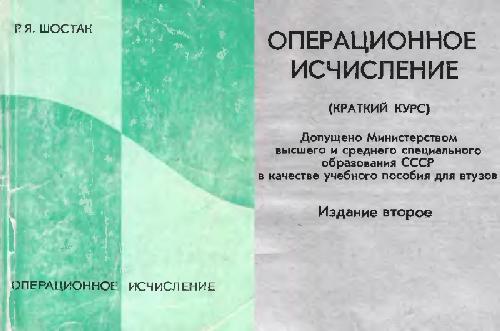 Р.Я. ШОСТАК
ОПЕРАЦИОННОЕ ИСЧИСЛЕНИЕ
ОПЕРАЦИОННОЕ
ИСЧИСЛЕНИЕ
(КРАТКИЙ КУРС)
Допущено Министерством
высшего и среднего специального
образования СССР
в качестве учебного пособия для втузов
Издание второе